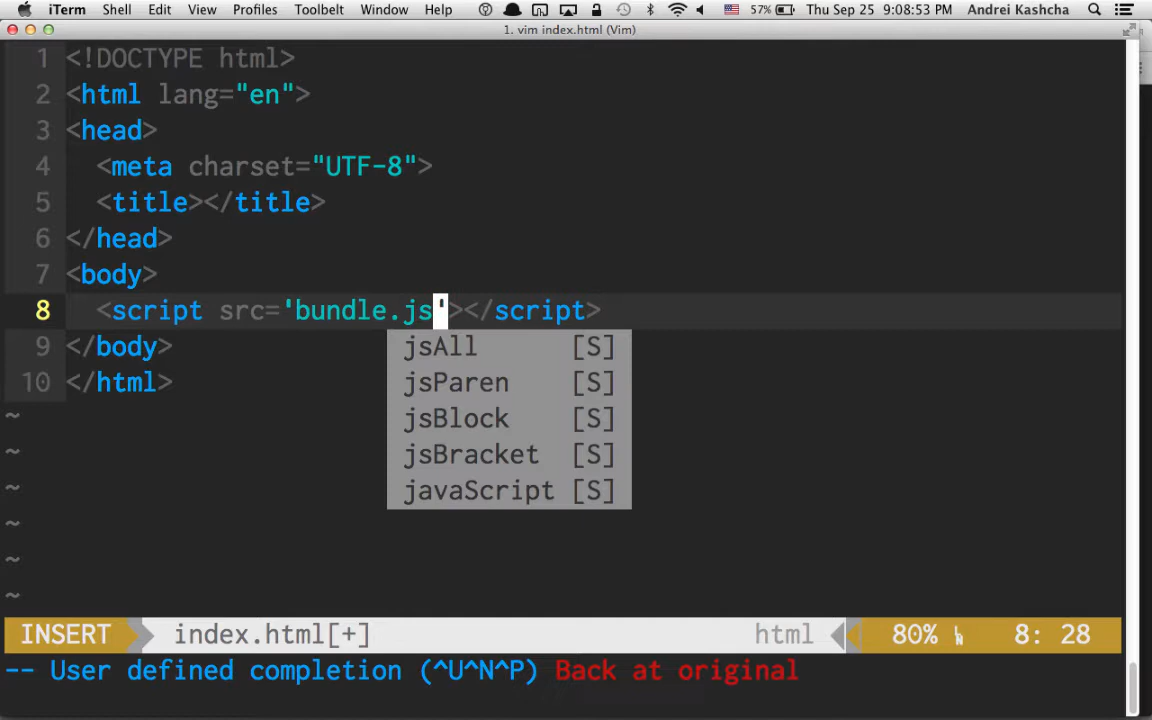 iTerm Shell Edit View Profiles Toolbelt Window Help 57% Thu Sep 25 9:08:53 PM Andrei Kashcha
1. vim index.html (Vim)
1 <!DOCTYPE html>
2 <html lang="en">
3 <head>
4 <meta charset="UTF-8">
5 <title></title>
6 </head>
7 <body>
8 <script src='bundle.js'></script>
jsAll [S]
9 </body>
jsParen [S]
10 </html>
jsBlock [S]
~
jsBracket [S]
~
javaScript [S]
~
~
~
~
INSERT index.html[+] html 80% 8: 28
-- User defined completion (^U^N^P) Back at original